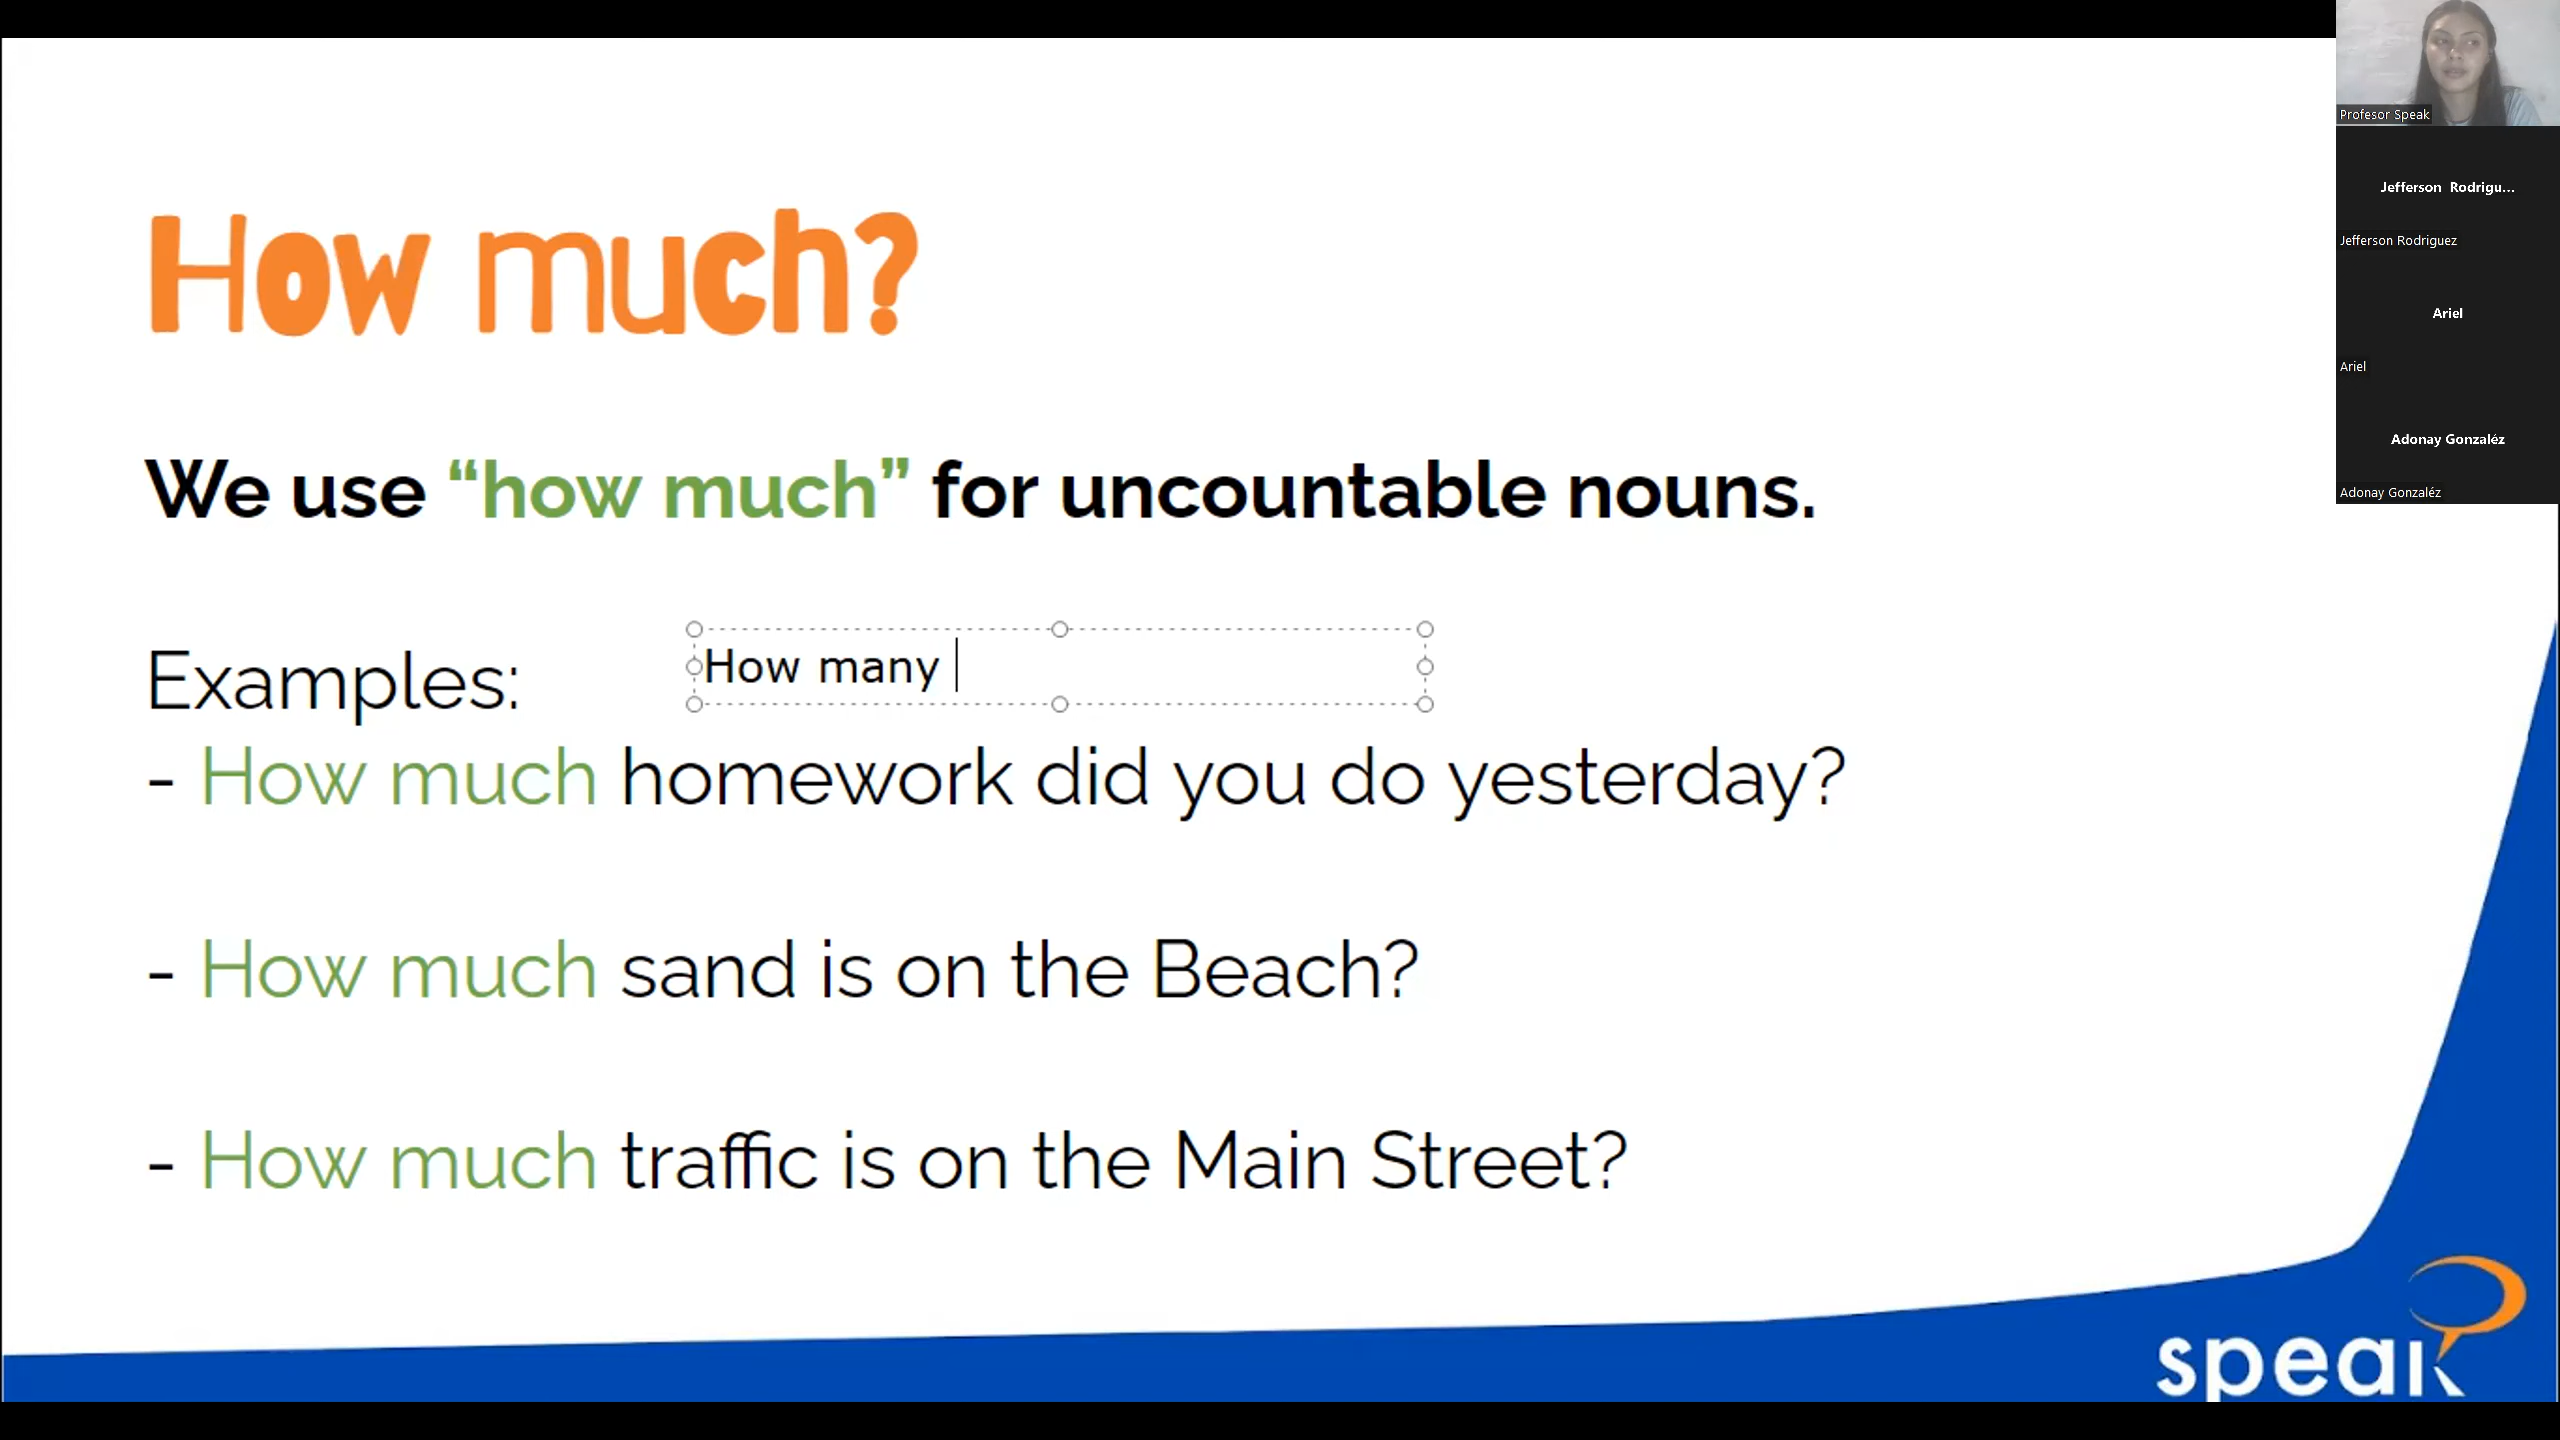 How much?
We use “how much” for uncountable nouns.
Examples:
How many
- How much homework did you do yesterday?
- How much sand is on the Beach?
- How much traffic is on the Main Street?
speak
Profesor Speak
Jefferson Rodrigu...
Jefferson Rodriguez
Ariel
Ariel
Adonay Gonzaléz
Adonay Gonzaléz